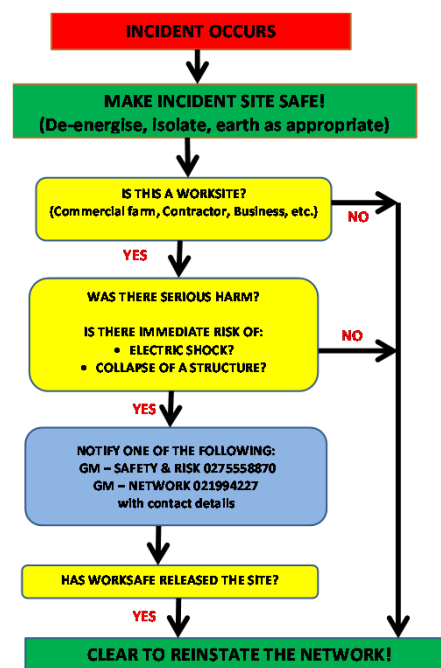 INCIDENT OCCURS
MAKE INCIDENT SITE SAFE!
(De-energise, isolate, earth as appropriate)
IS THIS A WORKSITE?
{Commercial farm, Contractor, Business, etc.}
NO
YES
WAS THERE SERIOUS HARM?
IS THERE IMMEDIATE RISK OF:
• ELECTRIC SHOCK?
• COLLAPSE OF A STRUCTURE?
NO
YES
NOTIFY ONE OF THE FOLLOWING:
GM – SAFETY & RISK 0275558870
GM – NETWORK 021994227
with contact details
HAS WORKSAFE RELEASED THE SITE?
YES
CLEAR TO REINSTATE THE NETWORK!